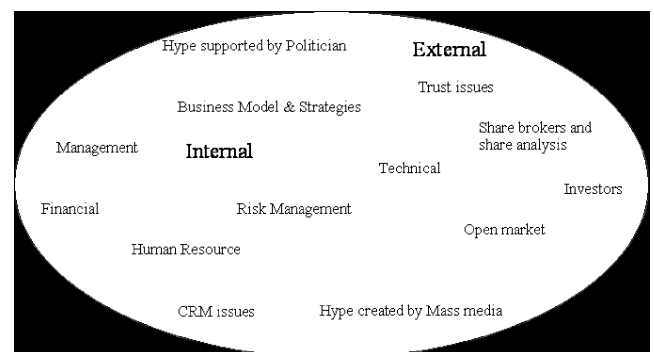 Hype supported by Politician
External
Trust issues
Business Model & Strategies
Share brokers and
share analysis
Management
Internal
Technical
Investors
Financial
Risk Management
Open market
Human Resource
CRM issues
Hype created by Mass media